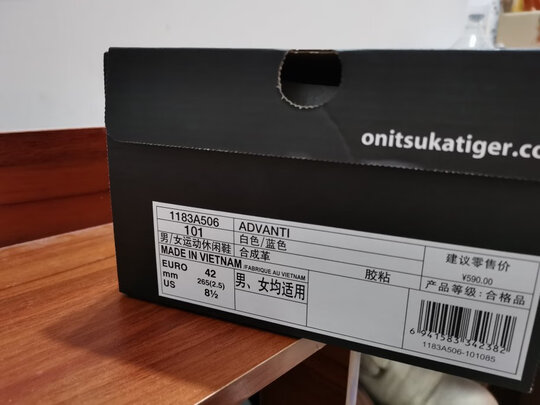 onitsukatiger.co
1183A506
101
男/女运动休闲鞋
MADE IN VIETNAM /FABRIQUE AU VIETNAM
EURO 42
mm 265(2.5)
US 8½
ADVANTI
白色/蓝色
合成革
胶粘
男、女均适用
建议零售价
¥590.00
产品等级:合格品
6 941583 342382
1183A506-101085